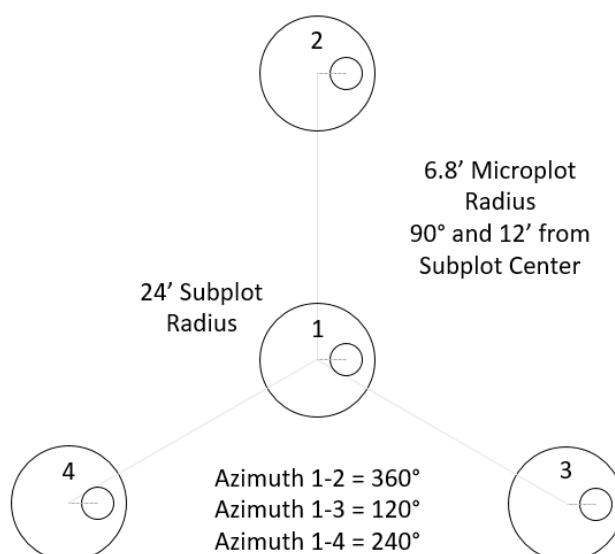 2
6.8’ Microplot
Radius
90° and 12’ from
Subplot Center
24’ Subplot
Radius
1
4
3
Azimuth 1-2 = 360°
Azimuth 1-3 = 120°
Azimuth 1-4 = 240°